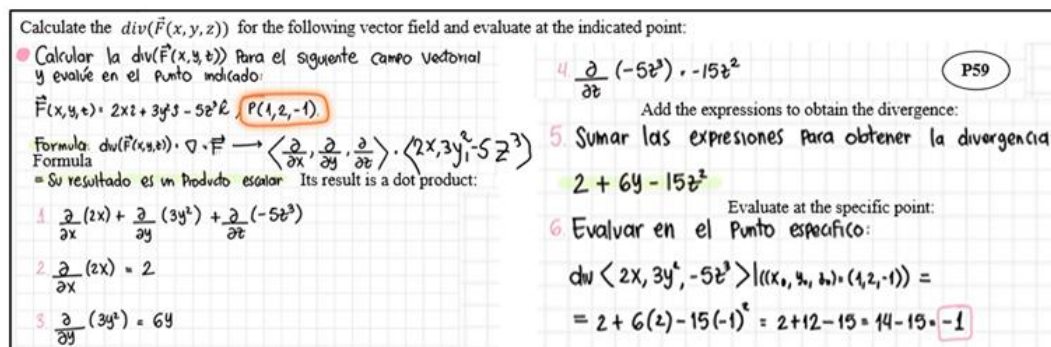 Calculate the div(F⃗(x, y, z)) for the following vector field and evaluate at the indicated point:
Calcular la div(F⃗(x,y,z)) Para el siguiente campo vectorial
y evalúe en el punto indicado:
F⃗(x,y,z) = 2xî + 3y²ĵ - 5z³k̂, P(1,2,-1).
Formula: div(F⃗(x,y,z)) = ∇ · F⃗ → ⟨∂/∂x, ∂/∂y, ∂/∂z⟩ · ⟨2x, 3y², -5z³⟩
Formula
= Su resultado es un Producto escalar Its result is a dot product:
1. ∂/∂x (2x) + ∂/∂y (3y²) + ∂/∂z (-5z³)
2. ∂/∂x (2x) = 2
3. ∂/∂y (3y²) = 6y
4. ∂/∂z (-5z³) = -15z²
P59
Add the expressions to obtain the divergence:
5. Sumar las expresiones para obtener la divergencia
2 + 6y - 15z²
Evaluate at the specific point:
6. Evaluar en el Punto especifico:
div ⟨2x, 3y², -5z³⟩|((x₀, y₀, z₀) = (1,2,-1)) =
= 2 + 6(2) - 15(-1)² = 2+12-15 = 14-15 = -1